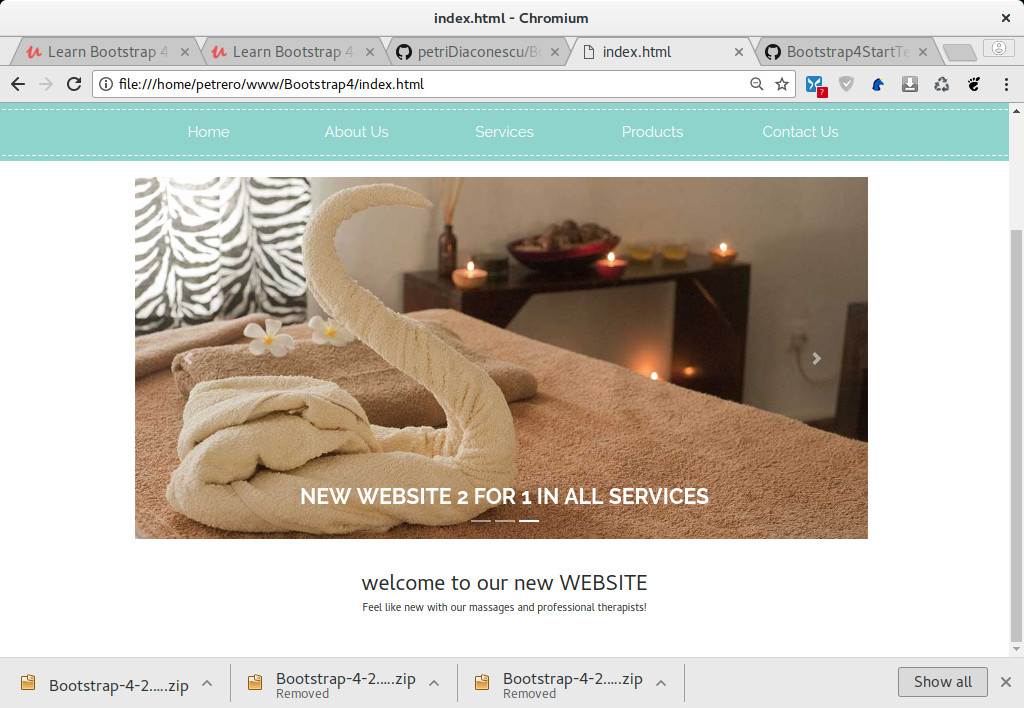 index.html - Chromium
Learn Bootstrap 4
Learn Bootstrap 4
petriDiaconescu/Bo
index.html
Bootstrap4StartTe
file:///home/petrero/www/Bootstrap4/index.html
?
Home About Us Services Products Contact Us
NEW WEBSITE 2 FOR 1 IN ALL SERVICES
welcome to our new WEBSITE
Feel like new with our massages and professional therapists!
Bootstrap-4-2.....zip
Bootstrap-4-2.....zip
Removed
Bootstrap-4-2.....zip
Removed
Show all